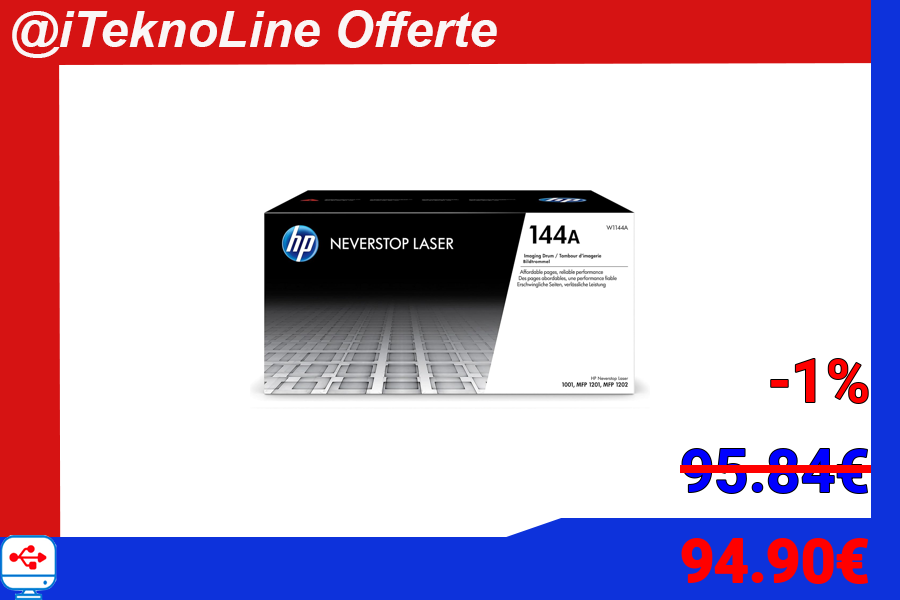 @iTeknoLine Offerte
hp
hp
NEVERSTOP LASER
144A
W1144A
Imaging Drum / Tambour d'imagerie
Bildtrommel
Affordable pages, reliable performance
Des pages abordables, une performance fiable
Erschwingliche Seiten, verlässliche Leistung
HP Neverstop Laser
1001, MFP 1201, MFP 1202
-1%
95.84€
94.90€